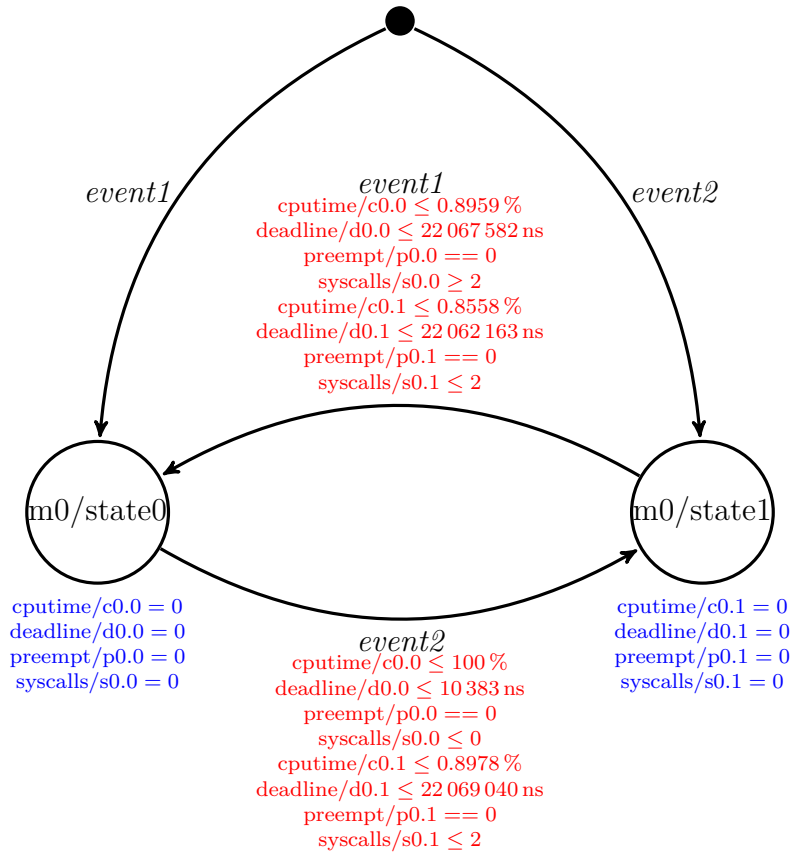 event1
event2
event1
cputime/c0.0 ≤ 0.8959 %
deadline/d0.0 ≤ 22 067 582 ns
preempt/p0.0 == 0
syscalls/s0.0 ≥ 2
cputime/c0.1 ≤ 0.8558 %
deadline/d0.1 ≤ 22 062 163 ns
preempt/p0.1 == 0
syscalls/s0.1 ≤ 2
m0/state0
m0/state1
cputime/c0.0 = 0
deadline/d0.0 = 0
preempt/p0.0 = 0
syscalls/s0.0 = 0
cputime/c0.1 = 0
deadline/d0.1 = 0
preempt/p0.1 = 0
syscalls/s0.1 = 0
event2
cputime/c0.0 ≤ 100 %
deadline/d0.0 ≤ 10 383 ns
preempt/p0.0 == 0
syscalls/s0.0 ≤ 0
cputime/c0.1 ≤ 0.8978 %
deadline/d0.1 ≤ 22 069 040 ns
preempt/p0.1 == 0
syscalls/s0.1 ≤ 2